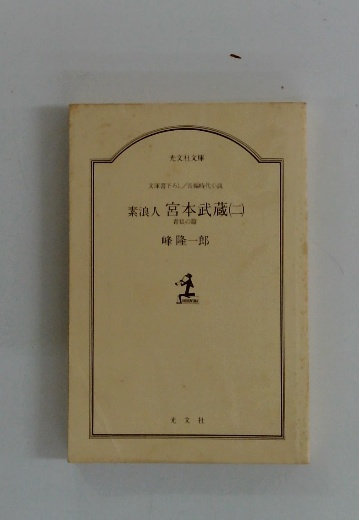 光文社文庫
文庫書下ろし／長編時代小説
素浪人 宮本武蔵(二)
峰 隆一郎
光文社